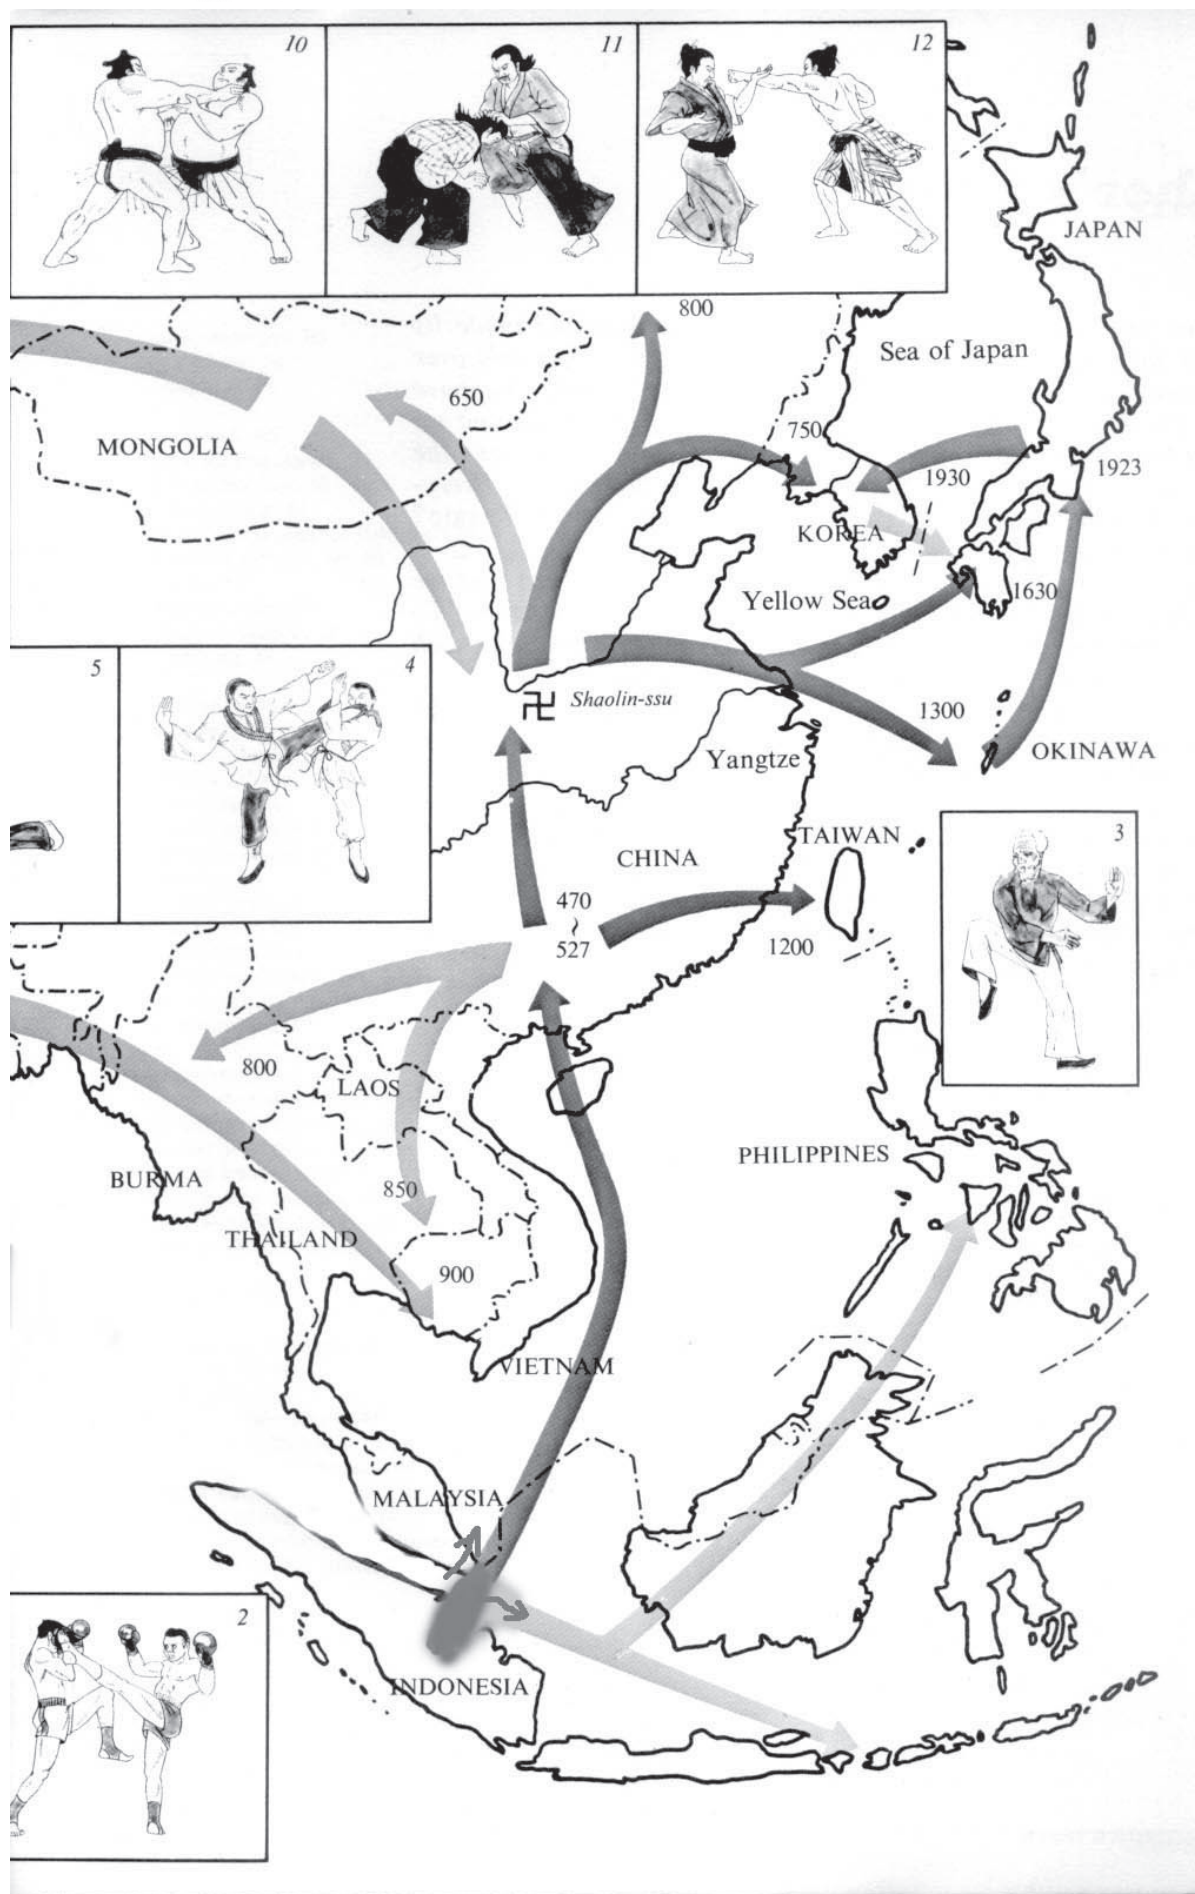 10
11
12
JAPAN
800
Sea of Japan
650
750
MONGOLIA
1923
1930
KOREA
1630
Yellow Sea
5
4
卍
Shaolin-ssu
1300
OKINAWA
Yangtze
TAIWAN
3
CHINA
470
~
527
1200
800
LAOS
PHILIPPINES
BURMA
850
THAILAND
900
VIETNAM
MALAYSIA
2
INDONESIA